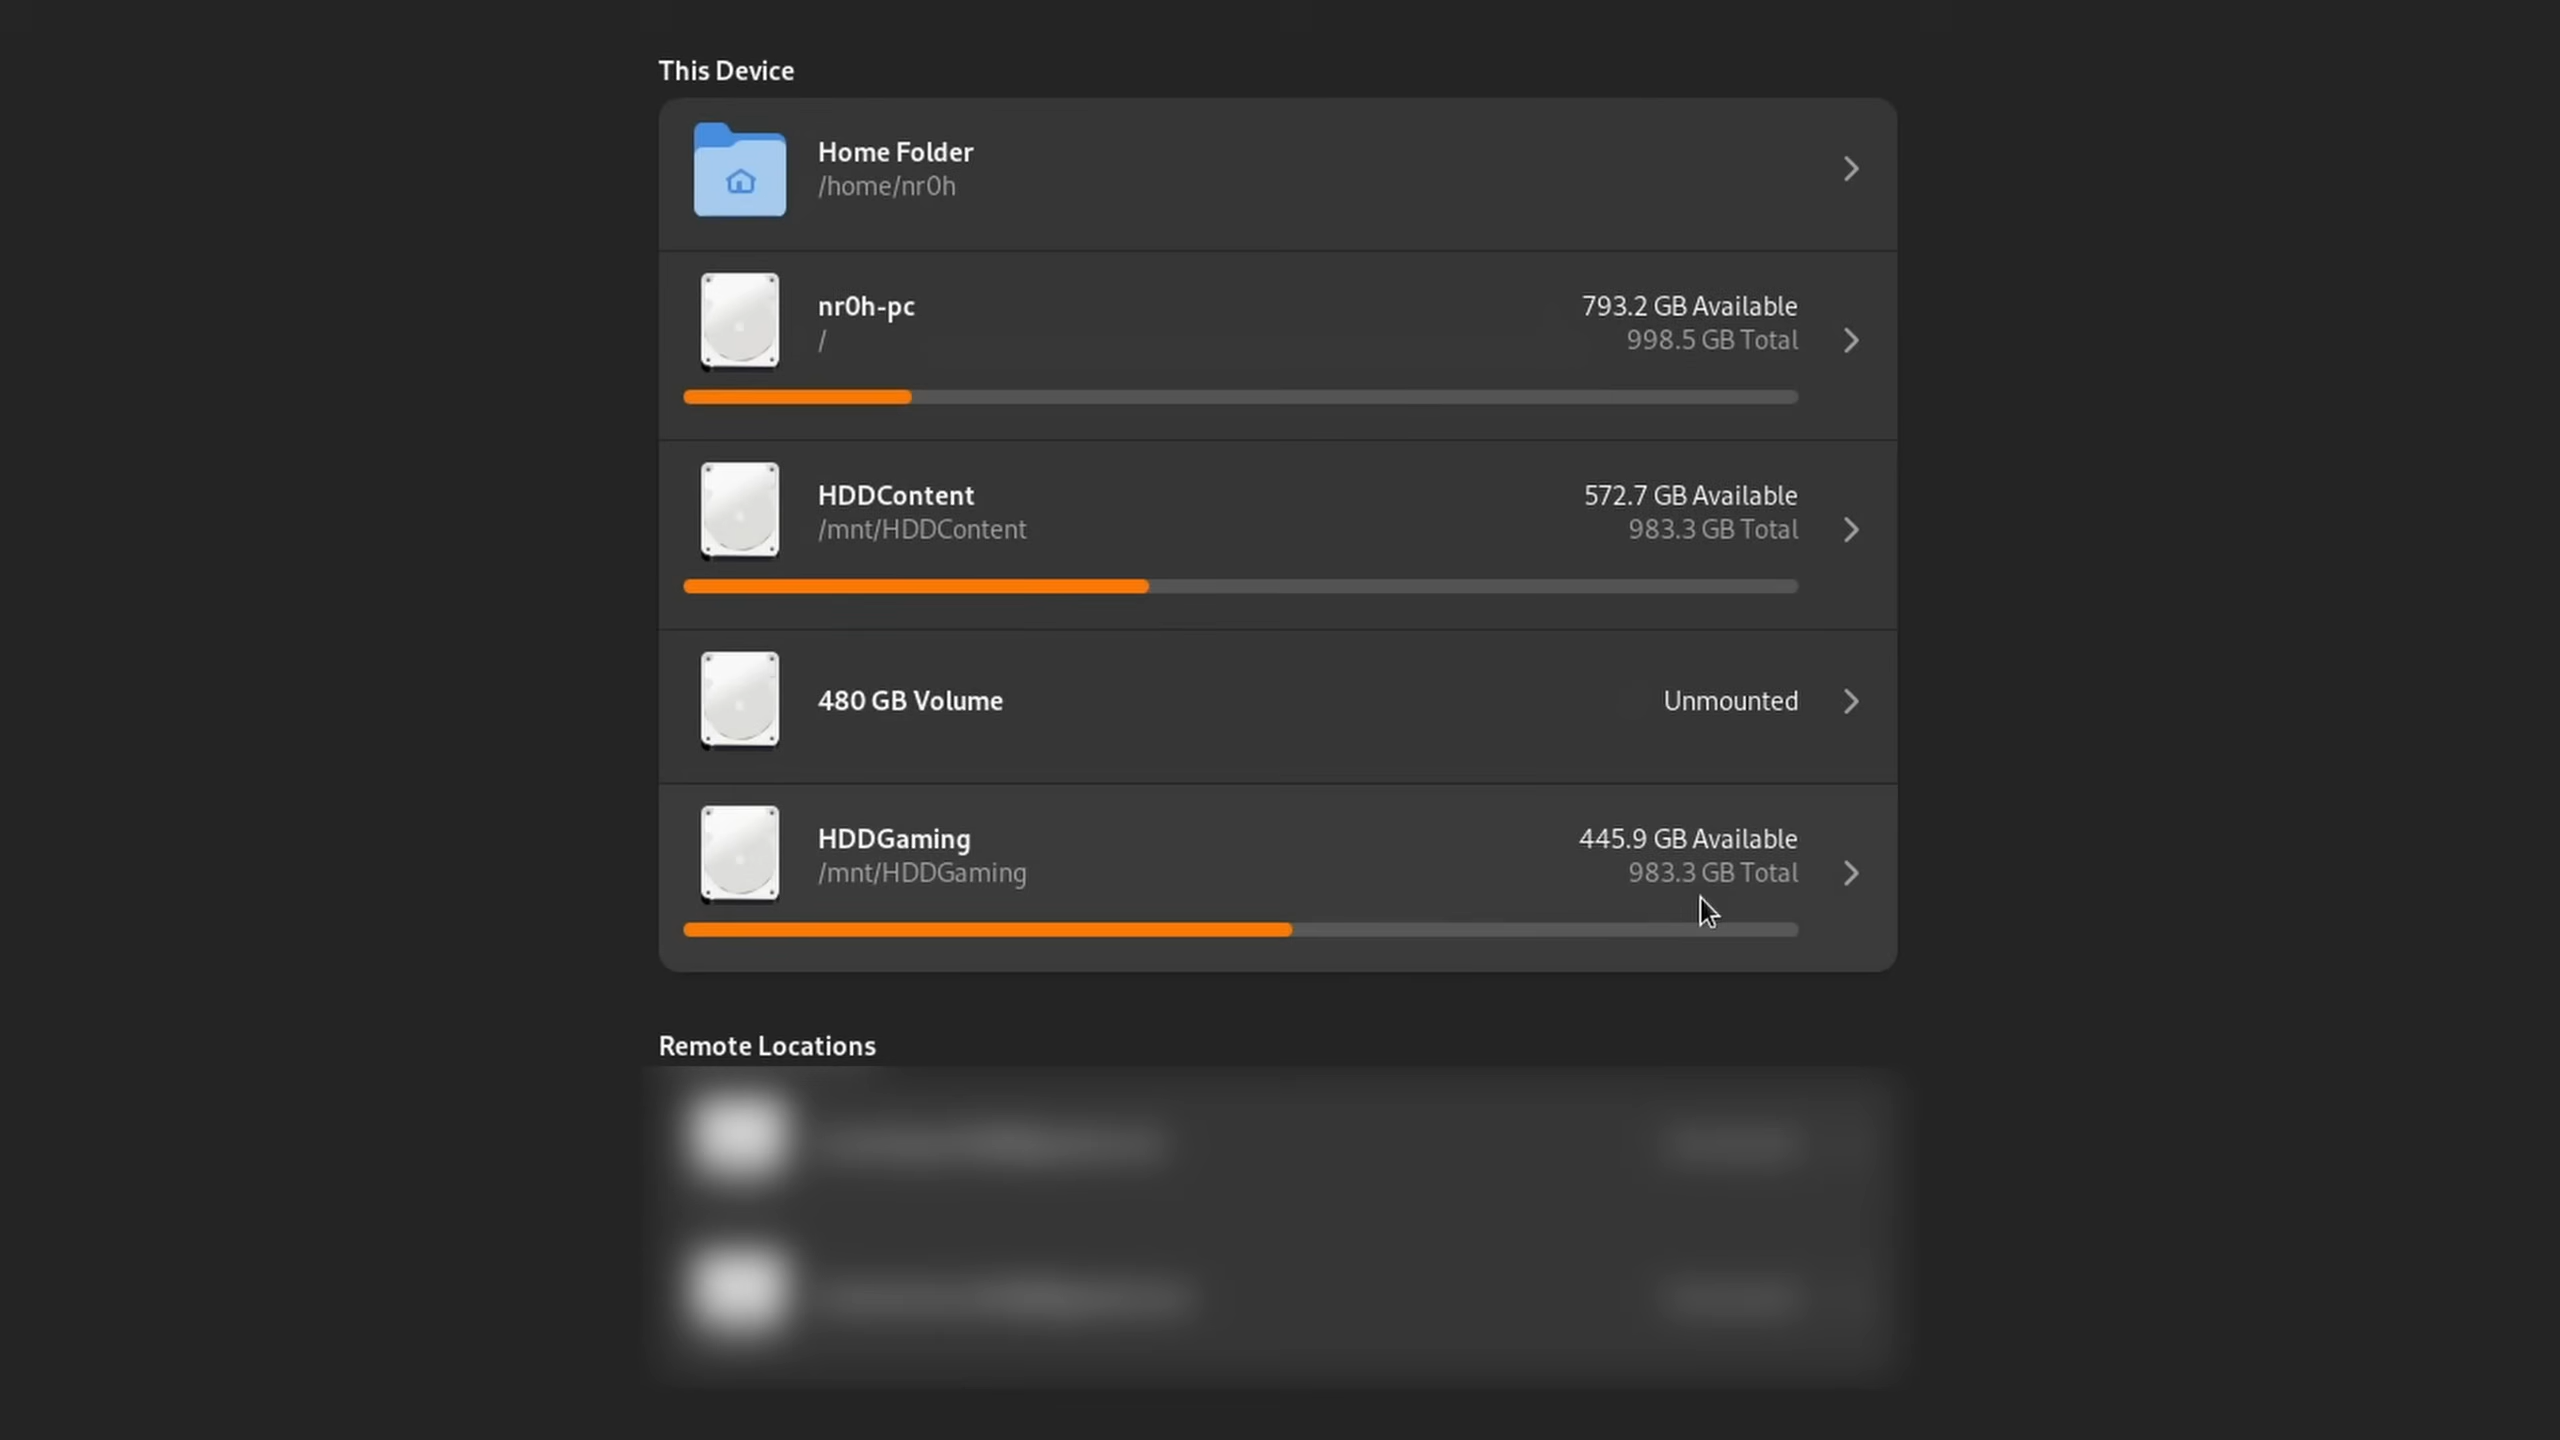 This Device
Home Folder
/home/nr0h
nr0h-pc
793.2 GB Available
/
998.5 GB Total
HDDContent
572.7 GB Available
/mnt/HDDContent
983.3 GB Total
480 GB Volume
Unmounted
HDDGaming
445.9 GB Available
/mnt/HDDGaming
983.3 GB Total
Remote Locations